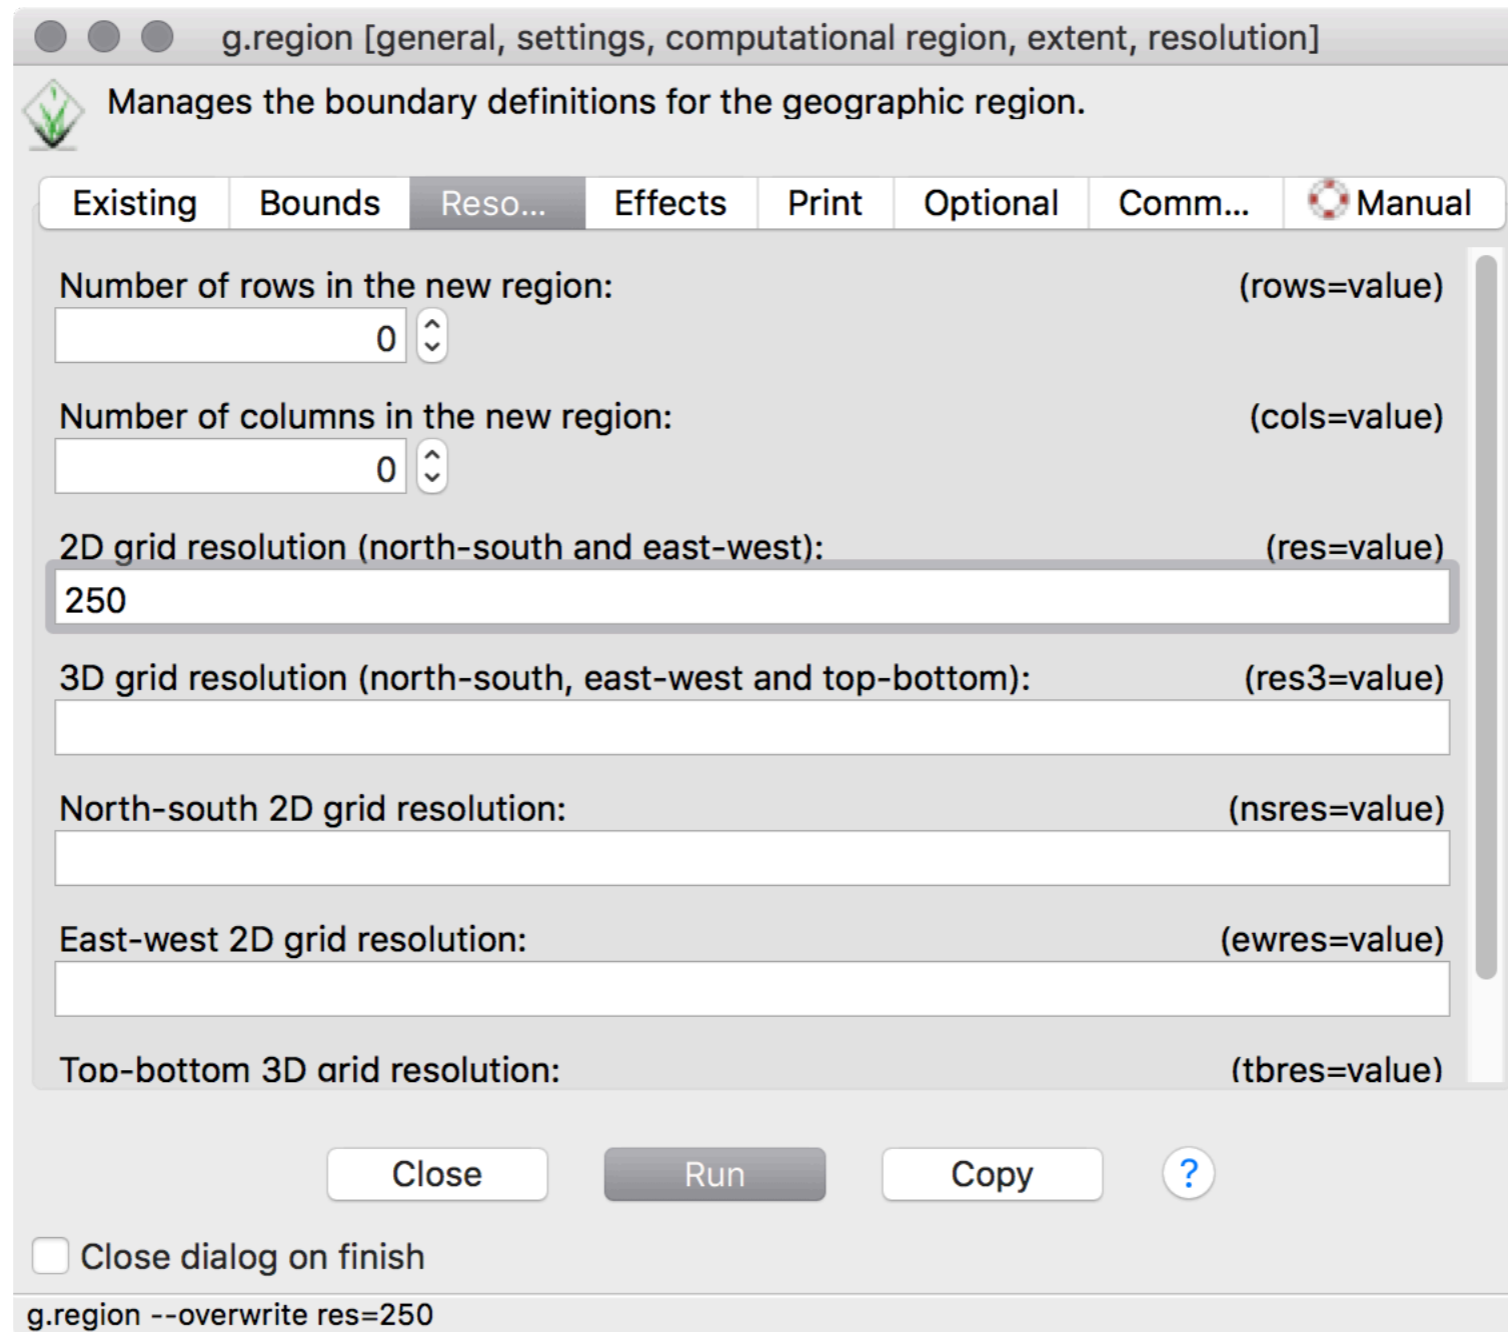 g.region [general, settings, computational region, extent, resolution]
Manages the boundary definitions for the geographic region.
Existing Bounds Reso... Effects Print Optional Comm... Manual
Number of rows in the new region: (rows=value)
0
Number of columns in the new region: (cols=value)
0
2D grid resolution (north-south and east-west): (res=value)
250
3D grid resolution (north-south, east-west and top-bottom): (res3=value)
North-south 2D grid resolution: (nsres=value)
East-west 2D grid resolution: (ewres=value)
Top-bottom 3D grid resolution: (tbres=value)
Close Run Copy ?
Close dialog on finish
g.region --overwrite res=250